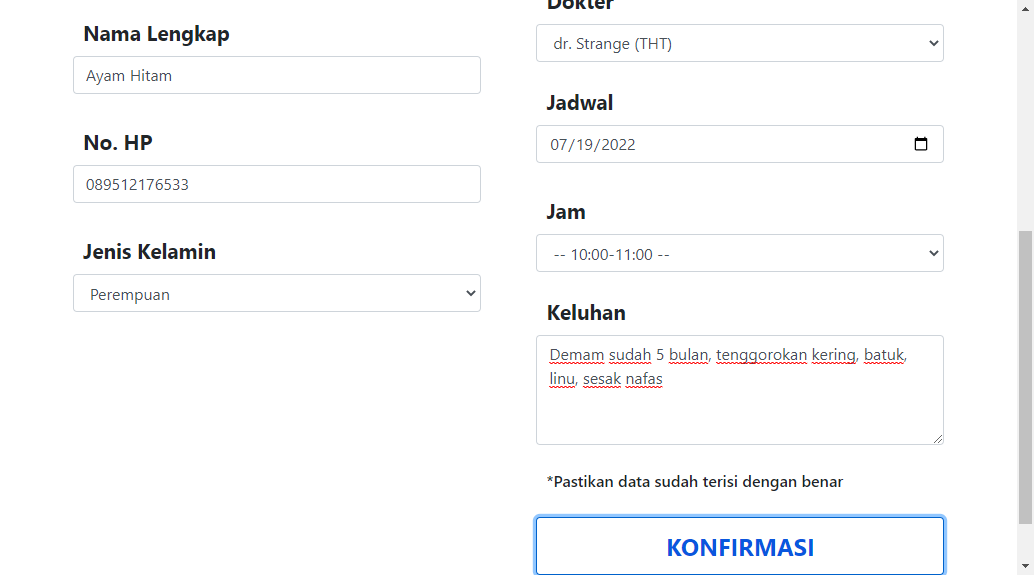 Nama Lengkap
Ayam Hitam
No. HP
089512176533
Jenis Kelamin
Perempuan
Dokter
dr. Strange (THT)
Jadwal
07/19/2022
Jam
-- 10:00-11:00 --
Keluhan
Demam sudah 5 bulan, tenggorokan kering, batuk,
linu, sesak nafas
*Pastikan data sudah terisi dengan benar
KONFIRMASI